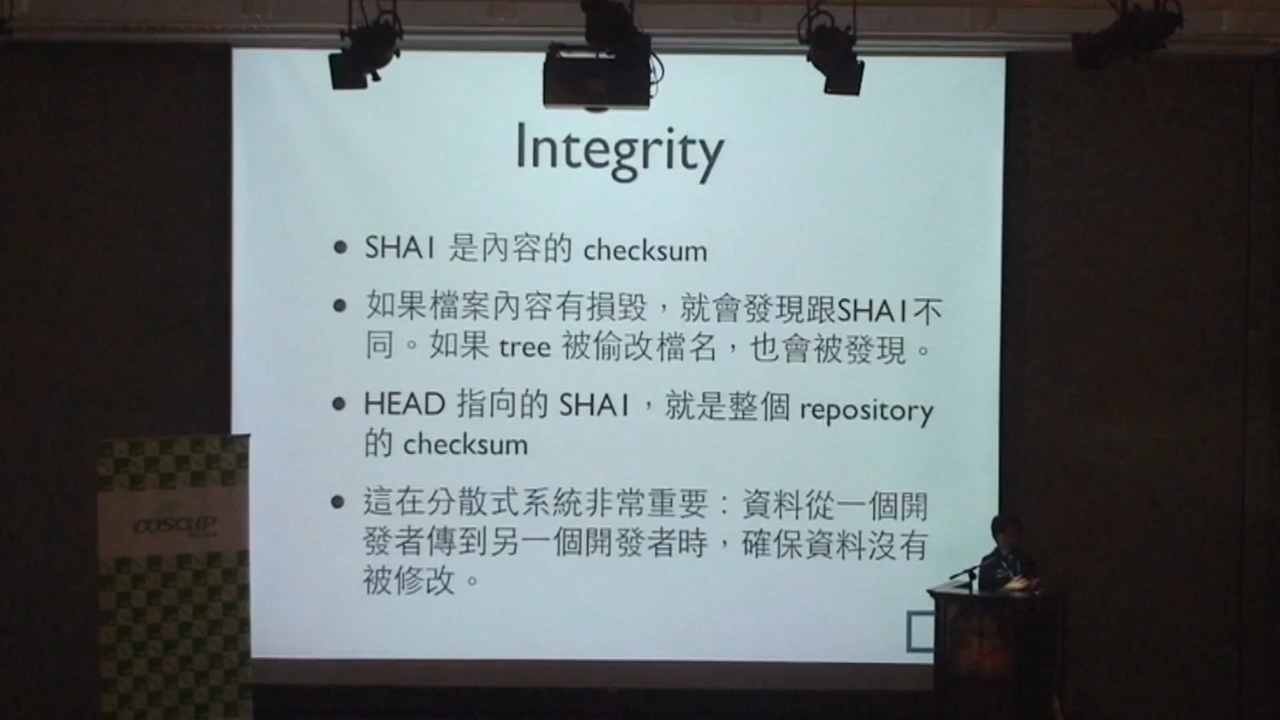 Integrity
SHA1 是內容的 checksum
如果檔案內容有損毀，就會發現跟SHA1不
同。如果 tree 被偷改檔名，也會被發現。
HEAD 指向的 SHA1，就是整個 repository
的 checksum
這在分散式系統非常重要：資料從一個開
發者傳到另一個開發者時，確保資料沒有
被修改。
COSCUP